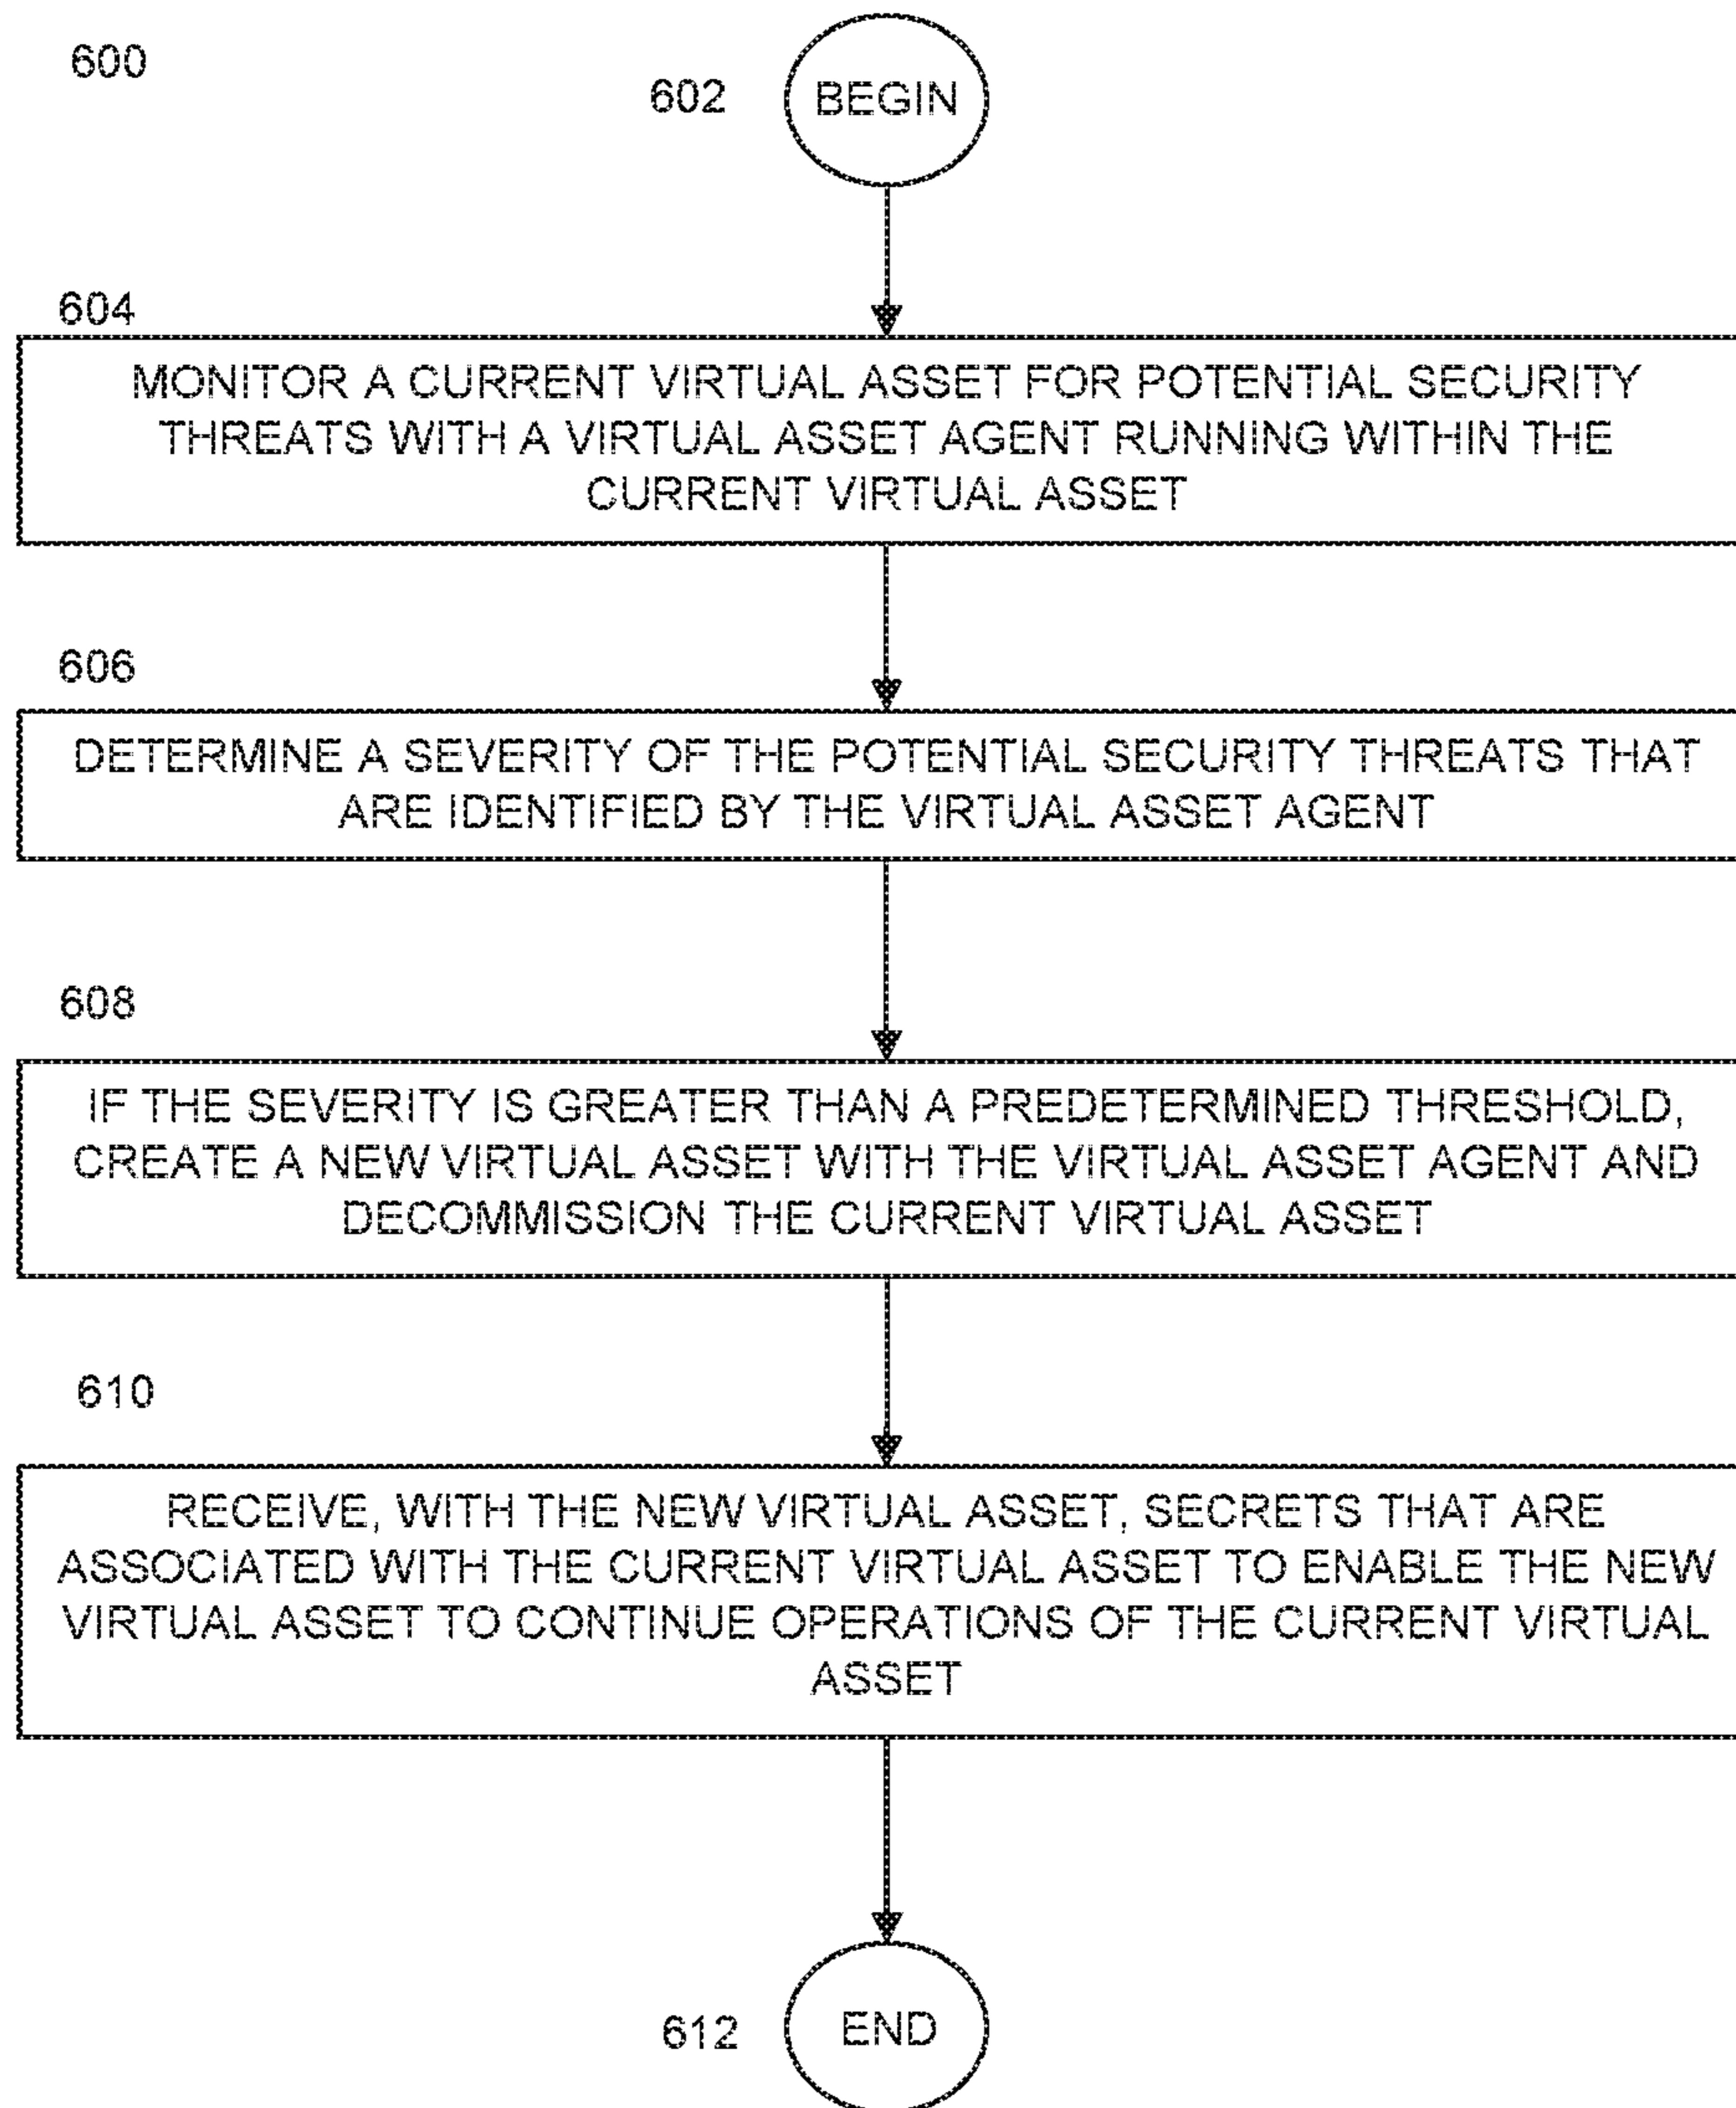 600
602
BEGIN
604
MONITOR A CURRENT VIRTUAL ASSET FOR POTENTIAL SECURITY
THREATS WITH A VIRTUAL ASSET AGENT RUNNING WITHIN THE
CURRENT VIRTUAL ASSET
606
DETERMINE A SEVERITY OF THE POTENTIAL SECURITY THREATS THAT
ARE IDENTIFIED BY THE VIRTUAL ASSET AGENT
608
IF THE SEVERITY IS GREATER THAN A PREDETERMINED THRESHOLD,
CREATE A NEW VIRTUAL ASSET WITH THE VIRTUAL ASSET AGENT AND
DECOMMISSION THE CURRENT VIRTUAL ASSET
610
RECEIVE, WITH THE NEW VIRTUAL ASSET, SECRETS THAT ARE
ASSOCIATED WITH THE CURRENT VIRTUAL ASSET TO ENABLE THE NEW
VIRTUAL ASSET TO CONTINUE OPERATIONS OF THE CURRENT VIRTUAL
ASSET
612
END